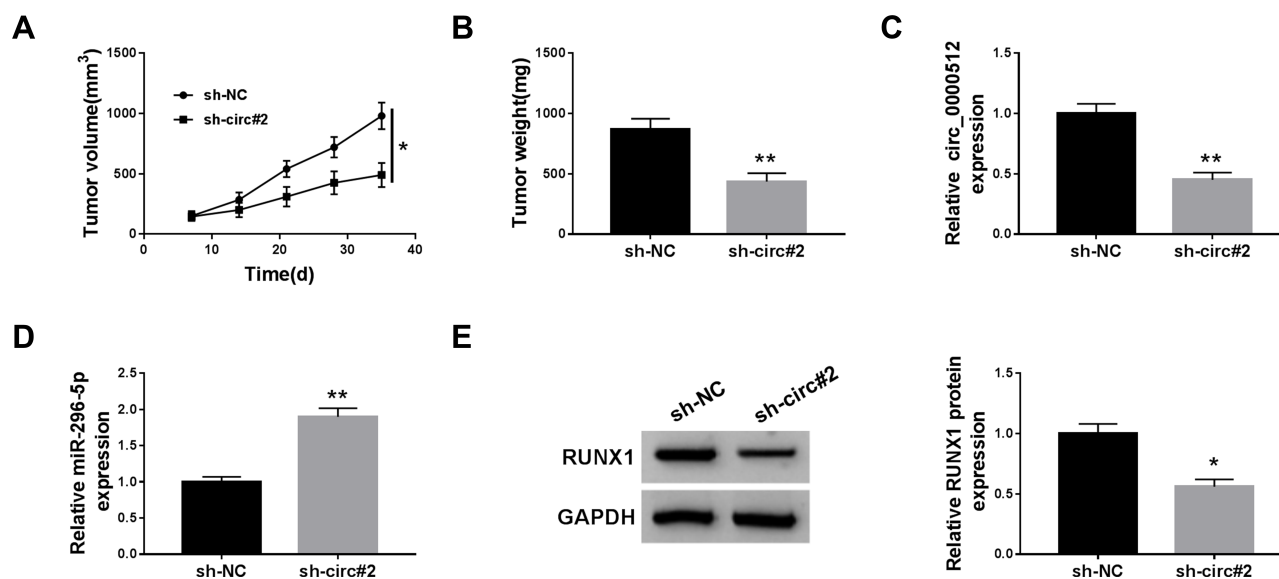 A
Tumor volume(mm3)
1500
1000
500
0
sh-NC
sh-circ#2
*
0 10 20 30 40
Time(d)
B
Tumor weight(mg)
1500
1000
500
0
**
sh-NC sh-circ#2
C
Relative circ_0000512
expression
1.5
1.0
0.5
0.0
**
sh-NC sh-circ#2
D
Relative miR-296-5p
expression
2.5
2.0
1.5
1.0
0.5
0.0
**
sh-NC sh-circ#2
E
sh-NC sh-circ#2
RUNX1
GAPDH
Relative RUNX1 protein
expression
1.5
1.0
0.5
0.0
*
sh-NC sh-circ#2